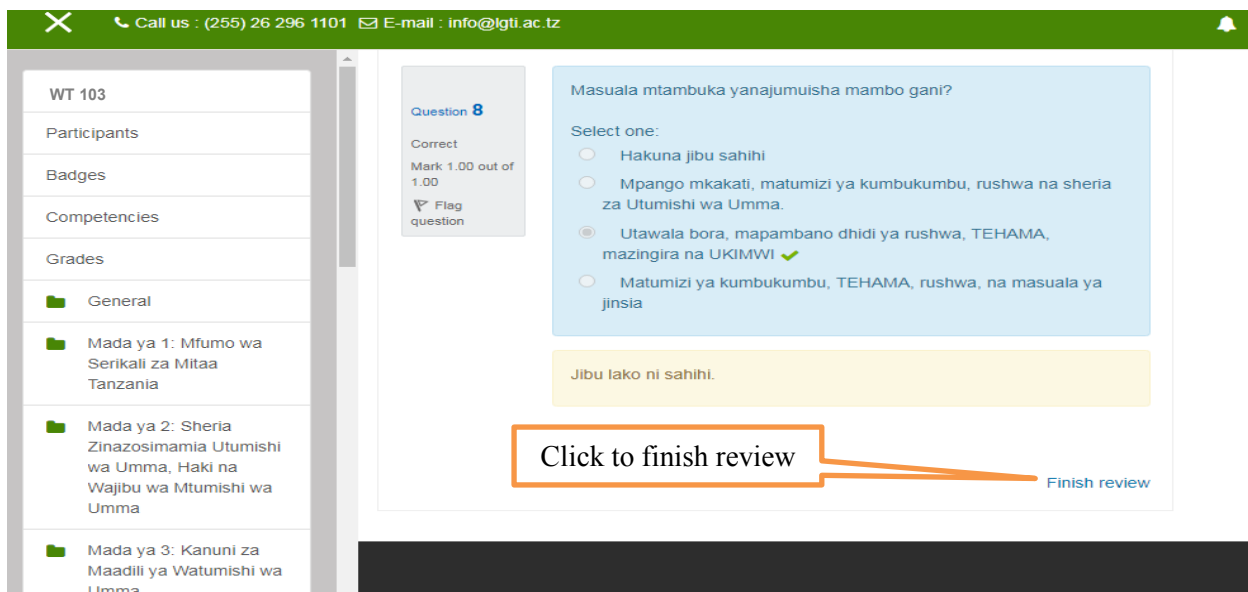 Call us : (255) 26 296 1101 E-mail : info@lgti.ac.tz
WT 103
Participants
Badges
Competencies
Grades
General
Mada ya 1: Mfumo wa
Serikali za Mitaa
Tanzania
Mada ya 2: Sheria
Zinazosimamia Utumishi
wa Umma, Haki na
Wajibu wa Mtumishi wa
Umma
Mada ya 3: Kanuni za
Maadili ya Watumishi wa
Umma
Question 8
Correct
Mark 1.00 out of
1.00
Flag
question
Masuala mtambuka yanajumuisha mambo gani?
Select one:
Hakuna jibu sahihi
Mpango mkakati, matumizi ya kumbukumbu, rushwa na sheria
za Utumishi wa Umma.
Utawala bora, mapambano dhidi ya rushwa, TEHAMA,
mazingira na UKIMWI
Matumizi ya kumbukumbu, TEHAMA, rushwa, na masuala ya
jinsia
Jibu lako ni sahihi.
Click to finish review
Finish review